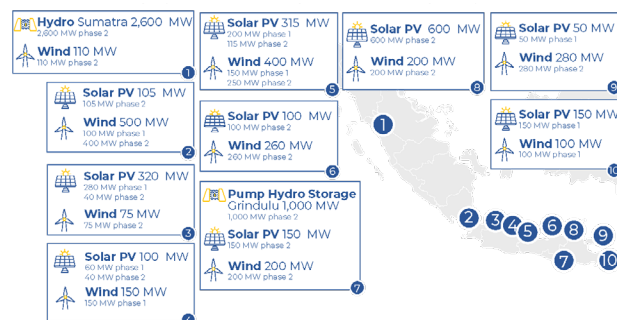 Hydro Sumatra 2,600 MW
2,600 MW phase 2
Wind 110 MW
110 MW phase 2
1
Solar PV 105 MW
105 MW phase 2
Wind 500 MW
100 MW phase 1
400 MW phase 2
2
Solar PV 320 MW
280 MW phase 1
40 MW phase 2
Wind 75 MW
75 MW phase 2
3
Solar PV 100 MW
60 MW phase 1
40 MW phase 2
Wind 150 MW
150 MW phase 1
Solar PV 315 MW
200 MW phase 1
115 MW phase 2
Wind 400 MW
150 MW phase 1
250 MW phase 2
5
Solar PV 100 MW
100 MW phase 2
Wind 260 MW
260 MW phase 2
6
Pump Hydro Storage
Grindulu 1,000 MW
1,000 MW phase 2
Solar PV 150 MW
150 MW phase 2
Wind 200 MW
200 MW phase 2
7
Solar PV 600 MW
600 MW phase 2
Wind 200 MW
200 MW phase 2
8
Solar PV 50 MW
50 MW phase 1
Wind 280 MW
280 MW phase 2
9
Solar PV 150 MW
150 MW phase 1
Wind 100 MW
100 MW phase 1
10
1
2
3
4
5
6
8
9
7
10